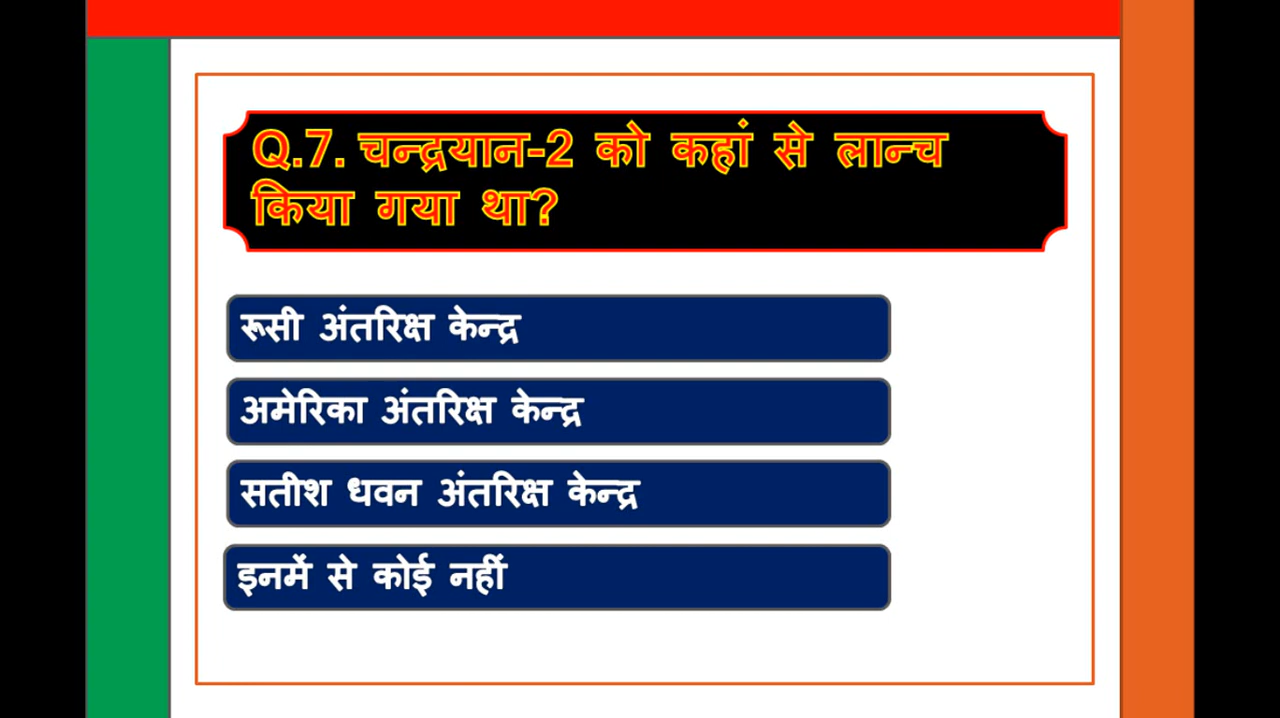 Q.7. चन्द्रयान-2 को कहां से लान्च
किया गया था?
रूसी अंतरिक्ष केन्द्र
अमेरिका अंतरिक्ष केन्द्र
सतीश धवन अंतरिक्ष केन्द्र
इनमें से कोई नहीं